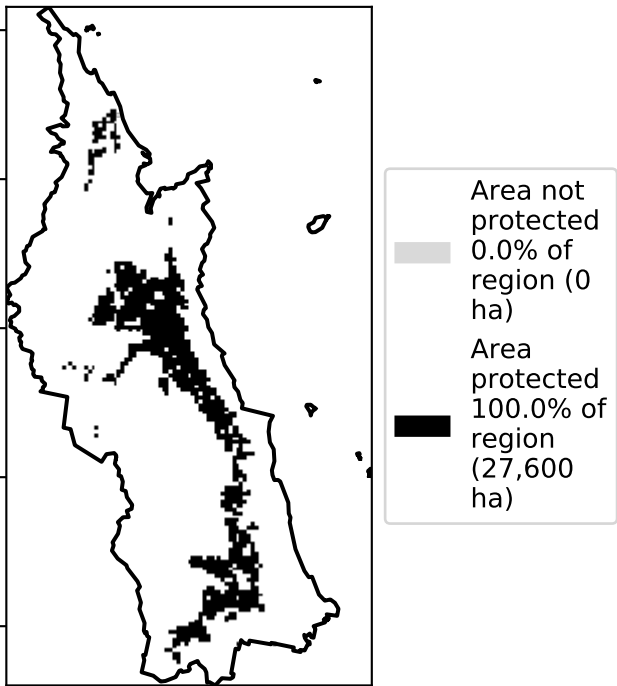 Area not
protected
0.0% of
region (0
ha)
Area
protected
100.0% of
region
(27,600
ha)